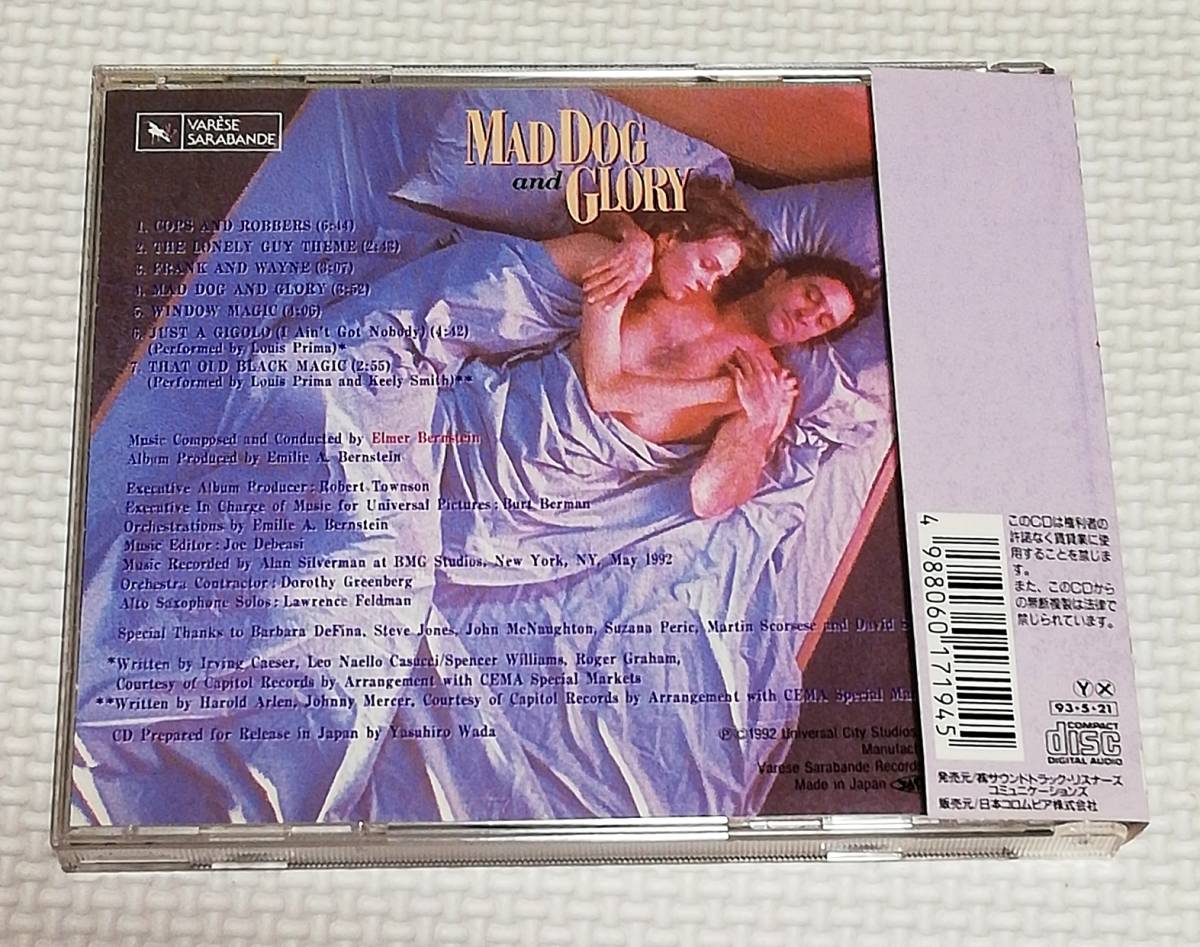 VARÈSE
SARABANDE
MAD DOG
and GLORY
1. COPS AND ROBBERS (6:44)
2. THE LONELY GUY THEME (2:48)
3. FRANK AND WAYNE (3:07)
4. MAD DOG AND GLORY (3:52)
5. WINDOW MAGIC (4:06)
6. JUST A GIGOLO (I Ain't Got Nobody) (4:42)
(Performed by Louis Prima)*
7. THAT OLD BLACK MAGIC (2:55)
(Performed by Louis Prima and Keely Smith)**
Music Composed and Conducted by Elmer Bernstein
Album Produced by Emilie A. Bernstein
Executive Album Producer: Robert Townson
Executive In Charge of Music for Universal Pictures: Burt Berman
Orchestrations by Emilie A. Bernstein
Music Editor: Joe Debeasi
Music Recorded by Alan Silverman at BMG Studios, New York, NY, May 1992
Orchestra Contractor: Dorothy Greenberg
Alto Saxophone Solos: Lawrence Feldman
Special Thanks to Barbara DeFina, Steve Jones, John McNaughton, Suzana Peric, Martin Scorsese and David
*Written by Irving Caeser, Leo Naello Casucci/Spencer Williams, Roger Graham,
Courtesy of Capitol Records by Arrangement with CEMA Special Markets
**Written by Harold Arlen, Johnny Mercer, Courtesy of Capitol Records by Arrangement with CEMA Special
CD Prepared for Release in Japan by Yasuhiro Wada
Ⓟ©1992 Universal City Studios
Manufact
Varese Sarabande Records
Made in Japan
4 988060 171945
このCDは権利者の
許諾なく賃貸業に使
用することを禁じま
す。
また、このCDから
の無断複製は法律で
禁じられています。
Ⓨ Ⓧ
93・5・21
COMPACT
disc
DIGITAL AUDIO
発売元/㈱サウンドトラック・リスナーズ
コミュニケーションズ
販売元/日本コロムビア株式会社